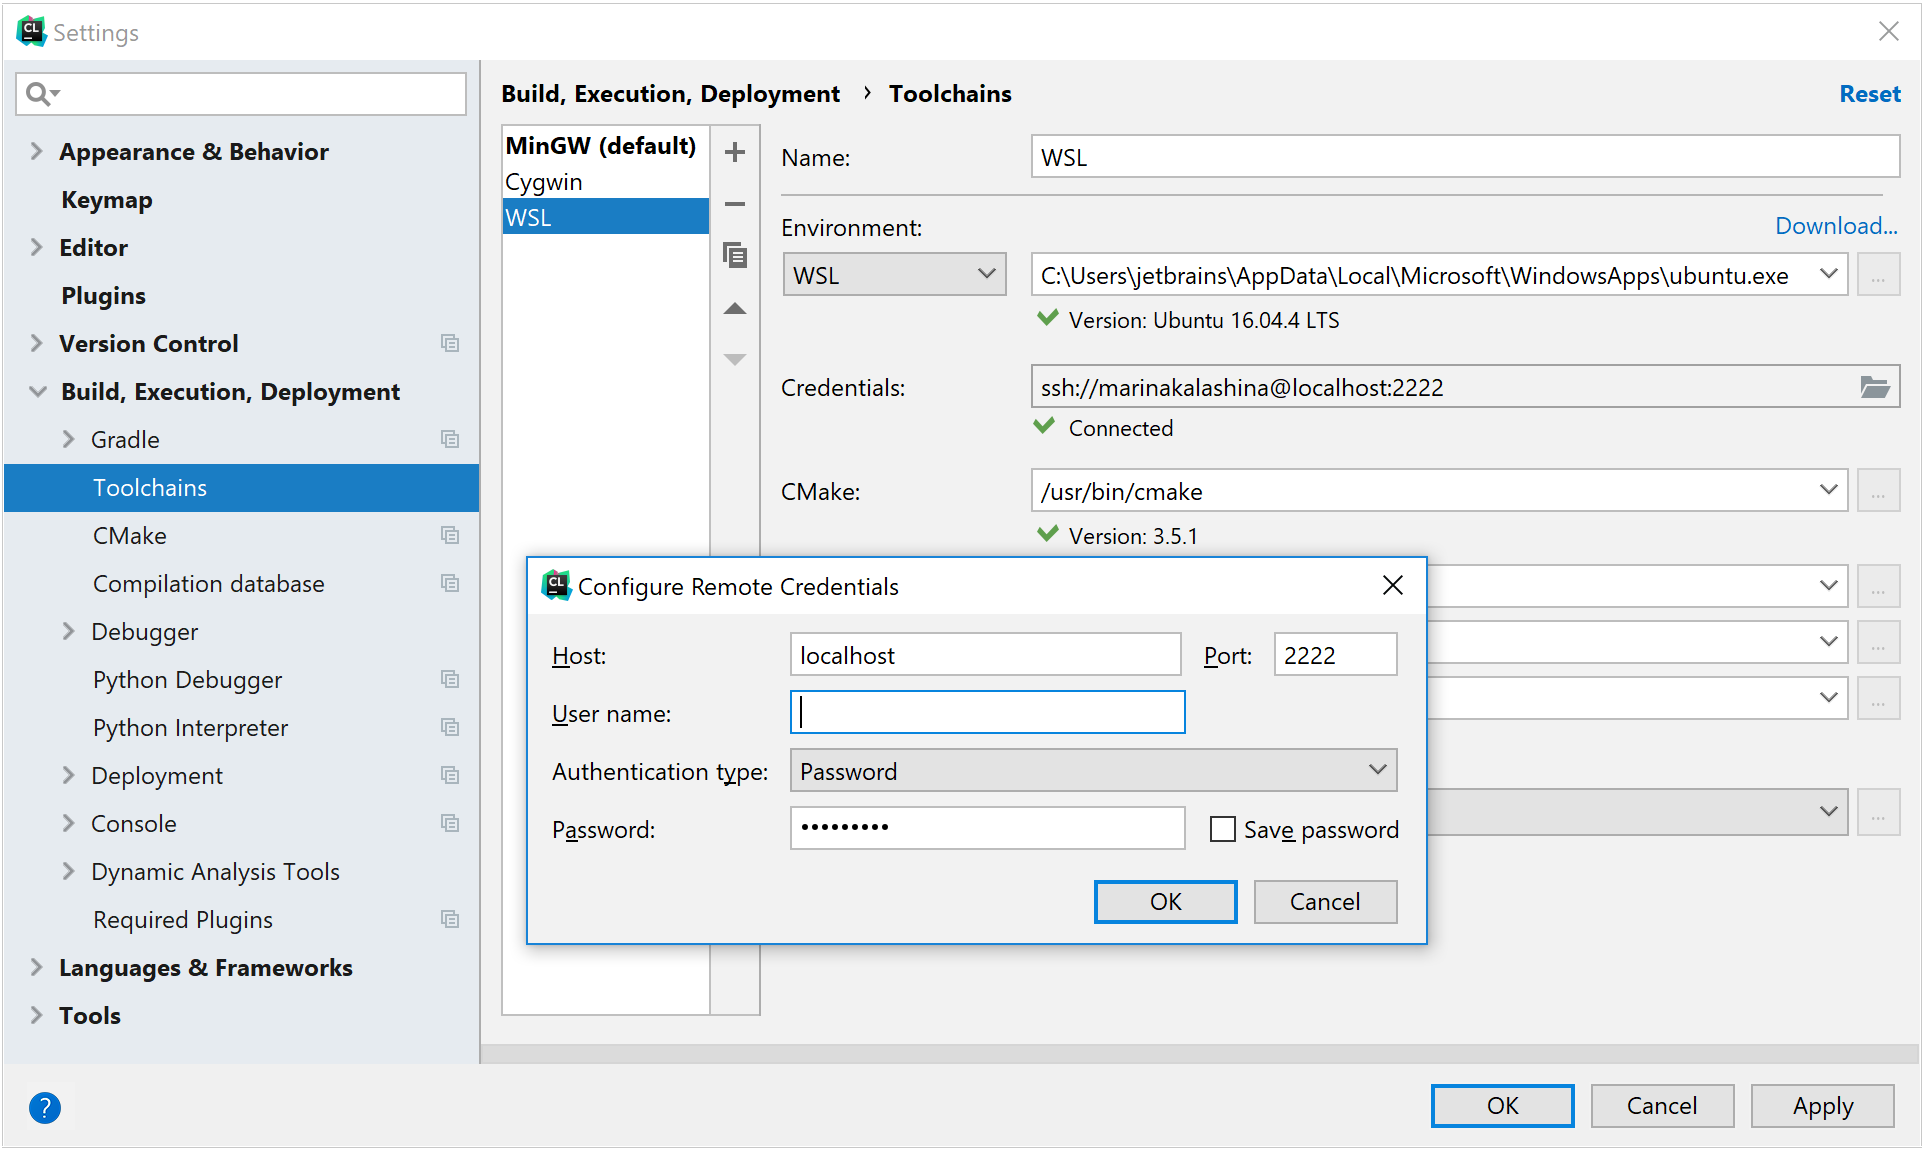 CL Settings
Appearance & Behavior
Keymap
Editor
Plugins
Version Control
Build, Execution, Deployment
Gradle
Toolchains
CMake
Compilation database
Debugger
Python Debugger
Python Interpreter
Deployment
Console
Dynamic Analysis Tools
Required Plugins
Languages & Frameworks
Tools
?
Build, Execution, Deployment › Toolchains
Reset
MinGW (default)
Cygwin
WSL
Name: WSL
Environment: Download...
WSL C:\Users\jetbrains\AppData\Local\Microsoft\WindowsApps\ubuntu.exe ...
Version: Ubuntu 16.04.4 LTS
Credentials: ssh://marinakalashina@localhost:2222
Connected
CMake: /usr/bin/cmake ...
Version: 3.5.1
...
...
...
...
CL Configure Remote Credentials
Host: localhost Port: 2222
User name:
Authentication type: Password
Password: ••••••••• Save password
OK Cancel
OK Cancel Apply